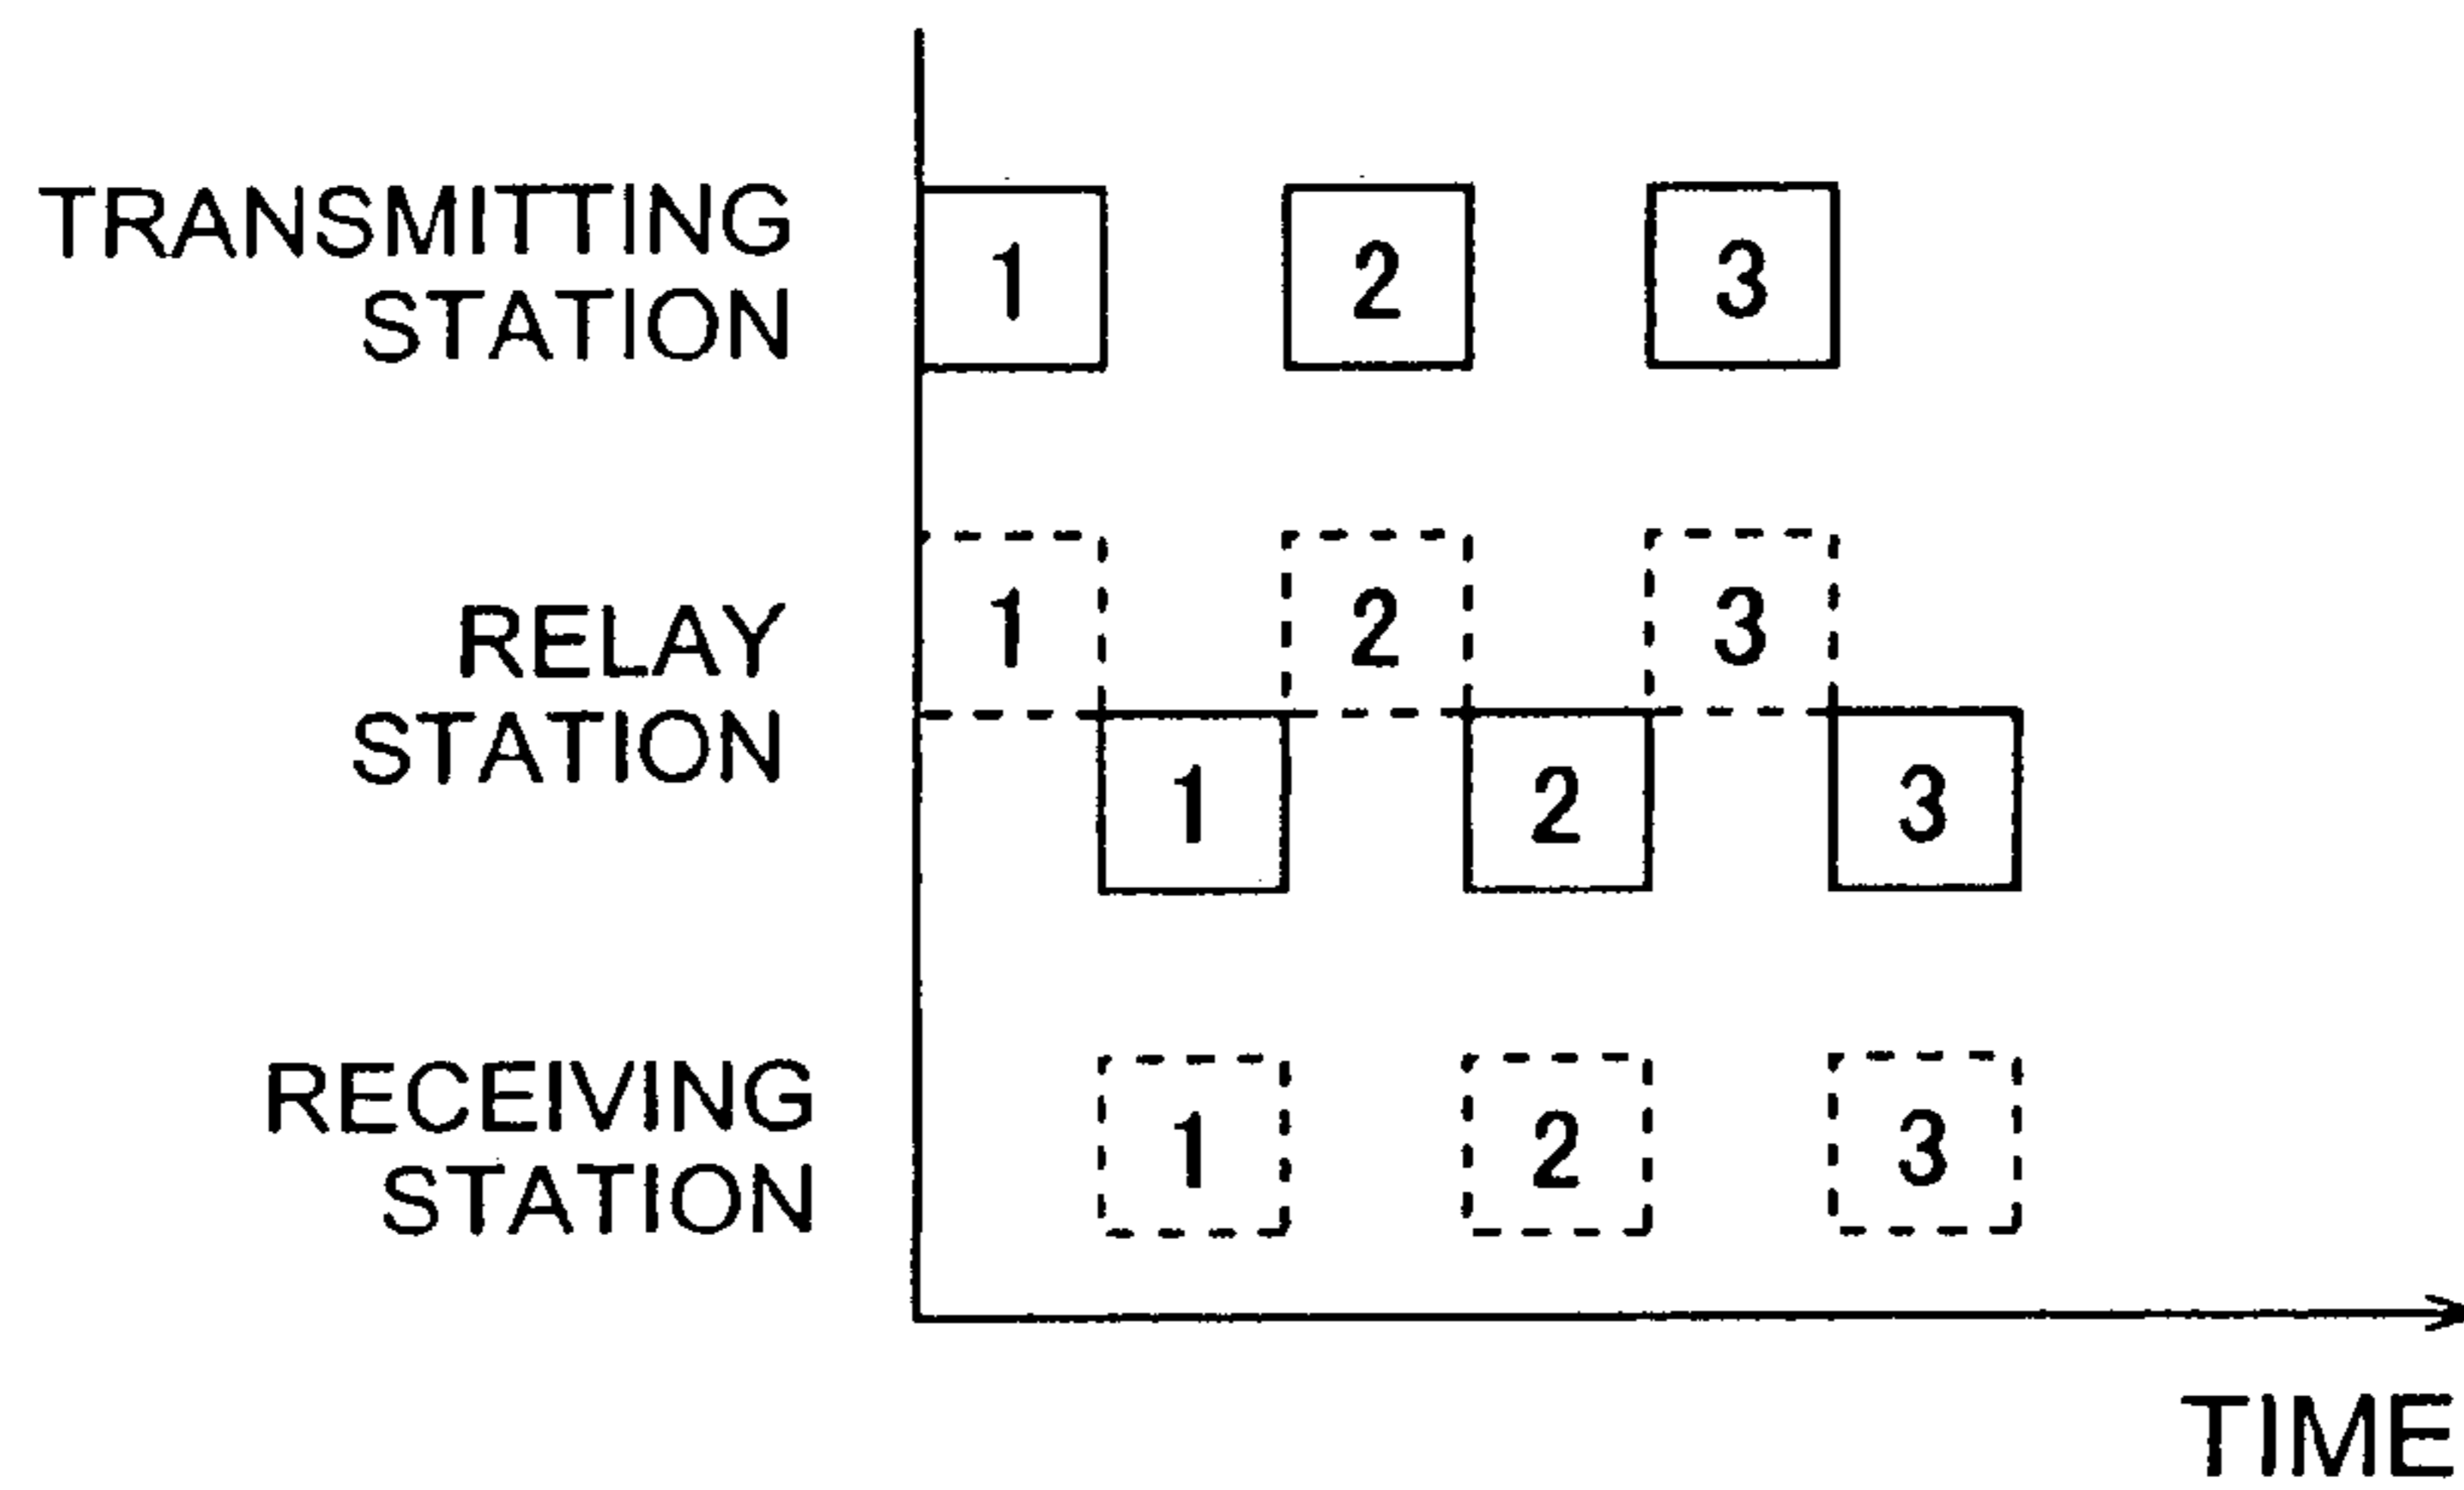 TRANSMITTING
STATION
1 2 3
RELAY
STATION
1 2 3
1 2 3
RECEIVING
STATION
1 2 3
TIME